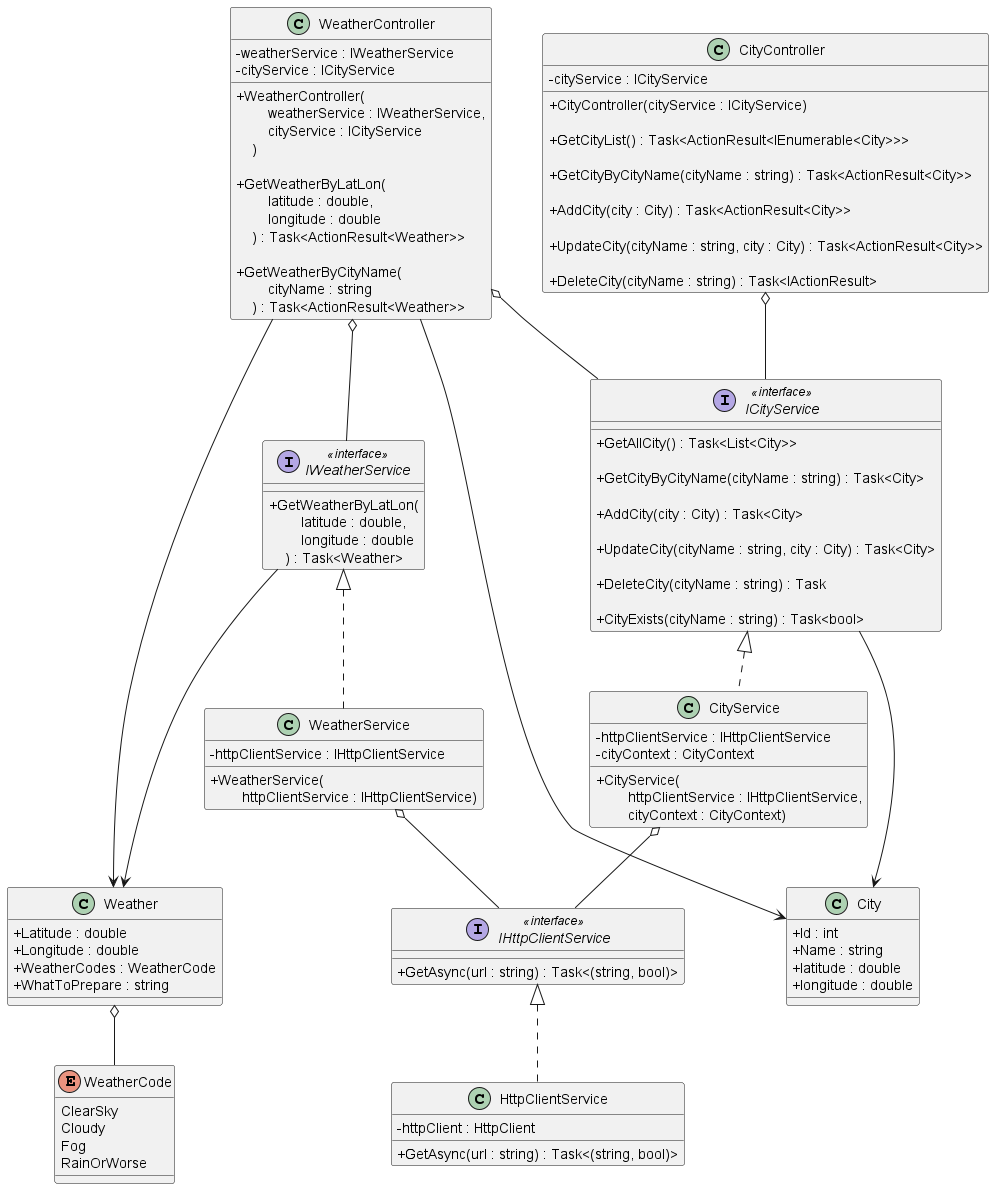 C WeatherController
-weatherService : IWeatherService
-cityService : ICityService
+WeatherController(
weatherService : IWeatherService,
cityService : ICityService
)
+GetWeatherByLatLon(
latitude : double,
longitude : double
) : Task<ActionResult<Weather>>
+GetWeatherByCityName(
cityName : string
) : Task<ActionResult<Weather>>
C CityController
-cityService : ICityService
+CityController(cityService : ICityService)
+GetCityList() : Task<ActionResult<IEnumerable<City>>>
+GetCityByCityName(cityName : string) : Task<ActionResult<City>>
+AddCity(city : City) : Task<ActionResult<City>>
+UpdateCity(cityName : string, city : City) : Task<ActionResult<City>>
+DeleteCity(cityName : string) : Task<IActionResult>
«interface»
I IWeatherService
+GetWeatherByLatLon(
latitude : double,
longitude : double
) : Task<Weather>
«interface»
I ICityService
+GetAllCity() : Task<List<City>>
+GetCityByCityName(cityName : string) : Task<City>
+AddCity(city : City) : Task<City>
+UpdateCity(cityName : string, city : City) : Task<City>
+DeleteCity(cityName : string) : Task
+CityExists(cityName : string) : Task<bool>
C WeatherService
-httpClientService : IHttpClientService
+WeatherService(
httpClientService : IHttpClientService)
C CityService
-httpClientService : IHttpClientService
-cityContext : CityContext
+CityService(
httpClientService : IHttpClientService,
cityContext : CityContext)
C Weather
+Latitude : double
+Longitude : double
+WeatherCodes : WeatherCode
+WhatToPrepare : string
«interface»
I IHttpClientService
+GetAsync(url : string) : Task<(string, bool)>
C City
+Id : int
+Name : string
+latitude : double
+longitude : double
E WeatherCode
ClearSky
Cloudy
Fog
RainOrWorse
C HttpClientService
-httpClient : HttpClient
+GetAsync(url : string) : Task<(string, bool)>